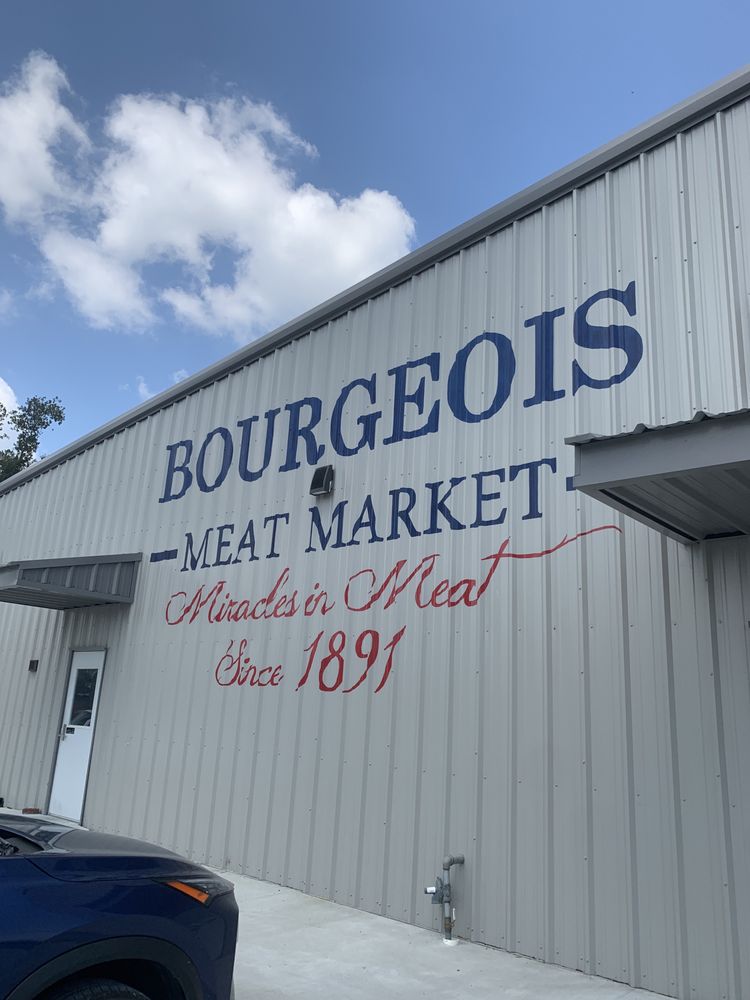 BOURGEOIS
-MEAT MARKET-
Miracles in Meat
Since 1891